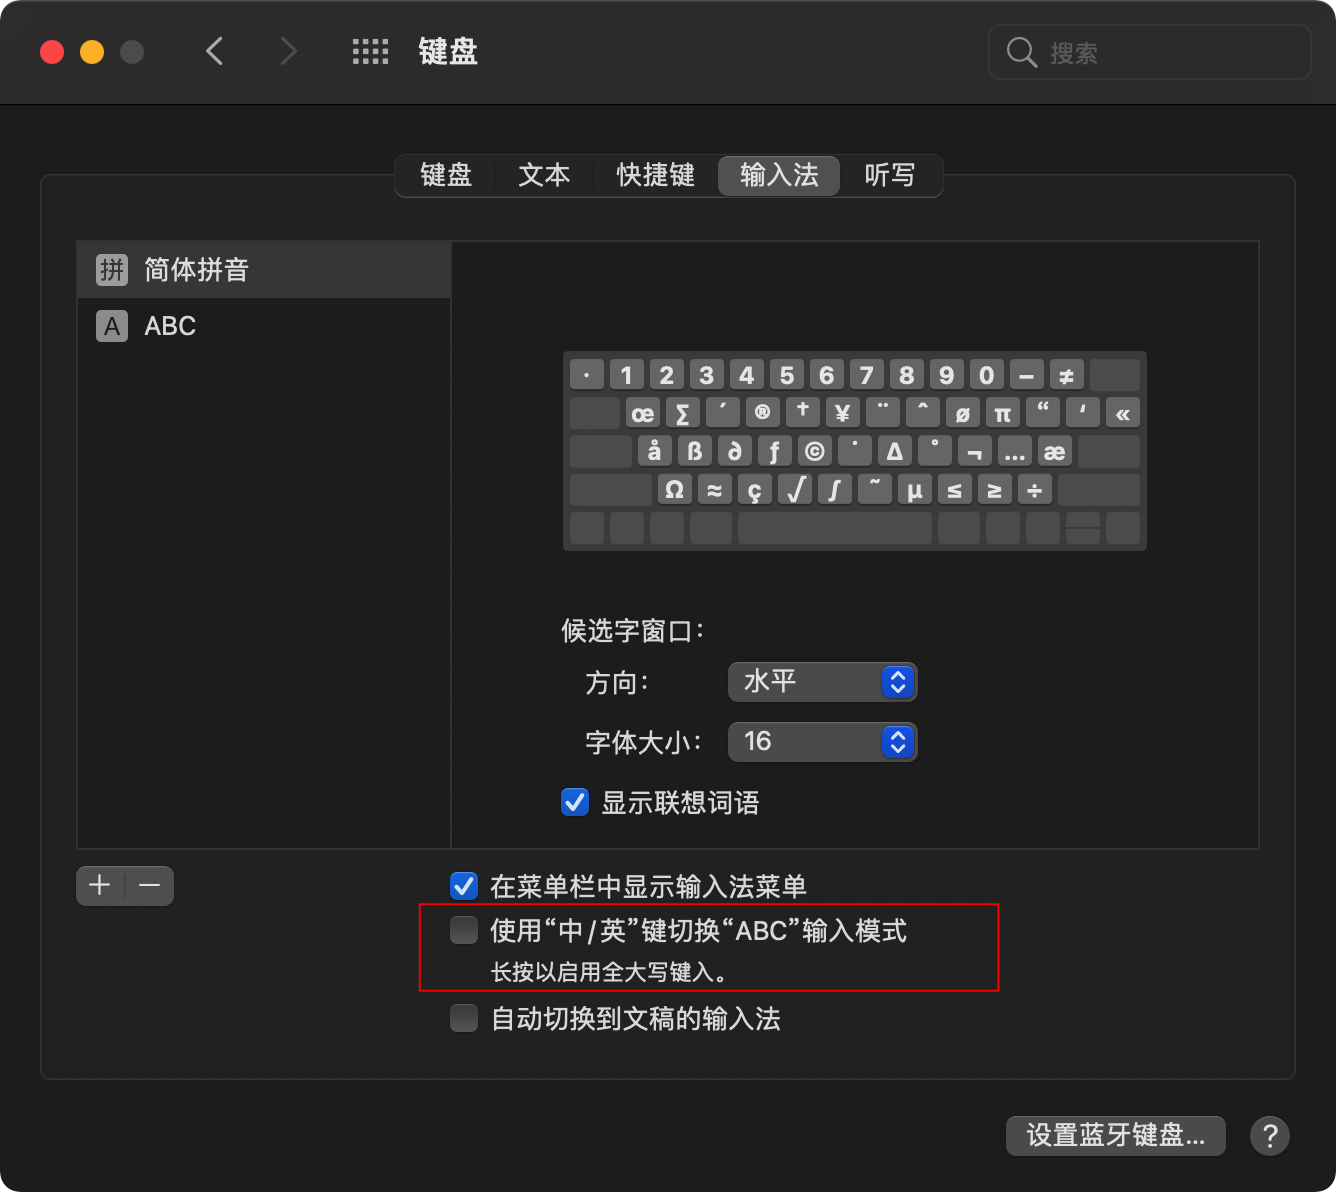 键盘
搜索
键盘 文本 快捷键 输入法 听写
拼 简体拼音
A ABC
· 1 2 3 4 5 6 7 8 9 0 – ≠
œ ∑ ´ ® † ¥ ¨ ˆ ø π “ ‘ «
å ß ∂ ƒ © ˙ ∆ ˚ ¬ … æ
Ω ≈ ç √ ∫ ˜ µ ≤ ≥ ÷
候选字窗口：
方向： 水平
字体大小： 16
显示联想词语
在菜单栏中显示输入法菜单
使用“中/英”键切换“ABC”输入模式
长按以启用全大写键入。
自动切换到文稿的输入法
设置蓝牙键盘... ?